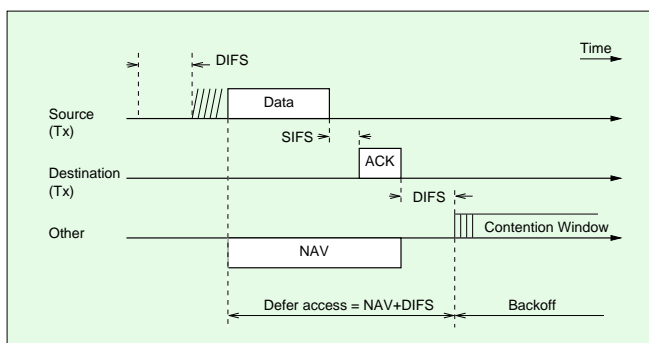 DIFS
Time
Data
Source
(Tx)
SIFS
ACK
Destination
(Tx)
DIFS
Other
Contention Window
NAV
Defer access = NAV+DIFS
Backoff